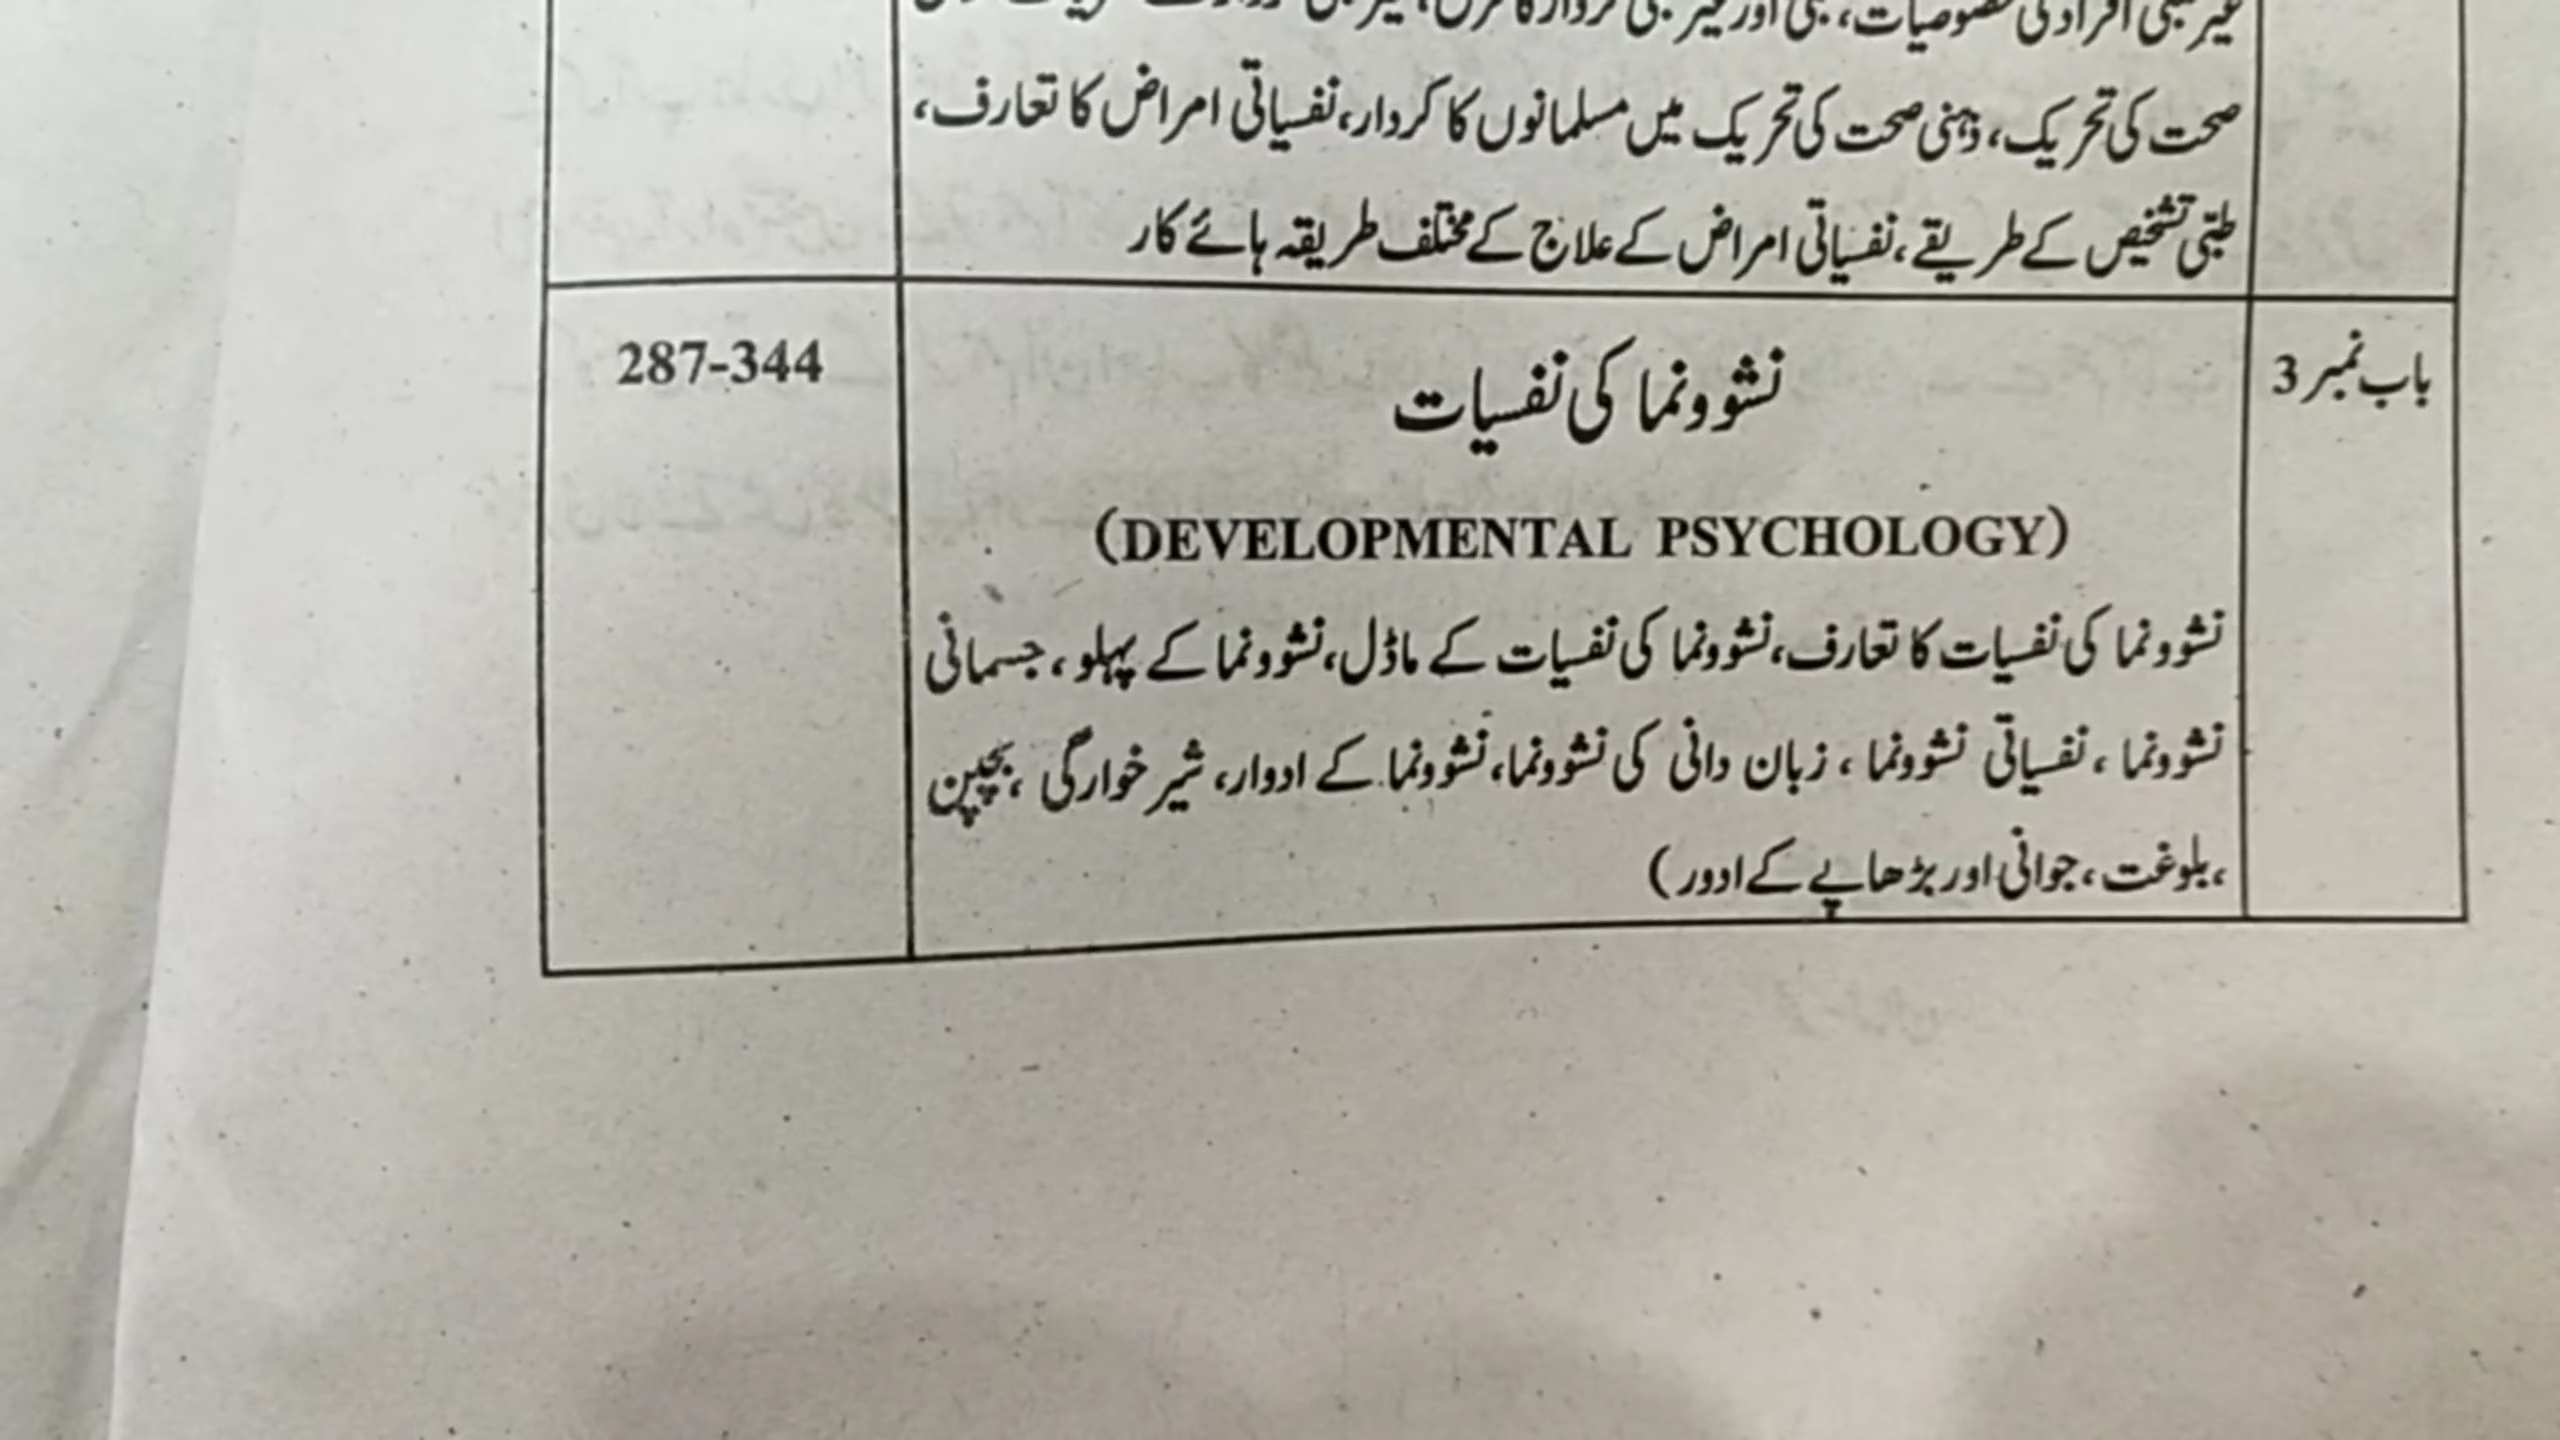 صحت کی تحریک، ذہنی صحت کی تحریک میں مسلمانوں کا کردار، نفسیاتی امراض کا تعارف،
طبّی تشخیص کے طریقے، نفسیاتی امراض کے علاج کے مختلف طریقہ ہائے کار
باب نمبر 3
نشوونما کی نفسیات
287-344
(DEVELOPMENTAL PSYCHOLOGY)
نشوونما کی نفسیات کا تعارف، نشوونما کی نفسیات کے ماڈل، نشوونما کے پہلو، جسمانی
نشوونما، نفسیاتی نشوونما، زبان دانی کی نشوونما، نشوونما کے ادوار، شیر خوارگی، بچپن
، بلوغت، جوانی اور بڑھاپے کے ادور)